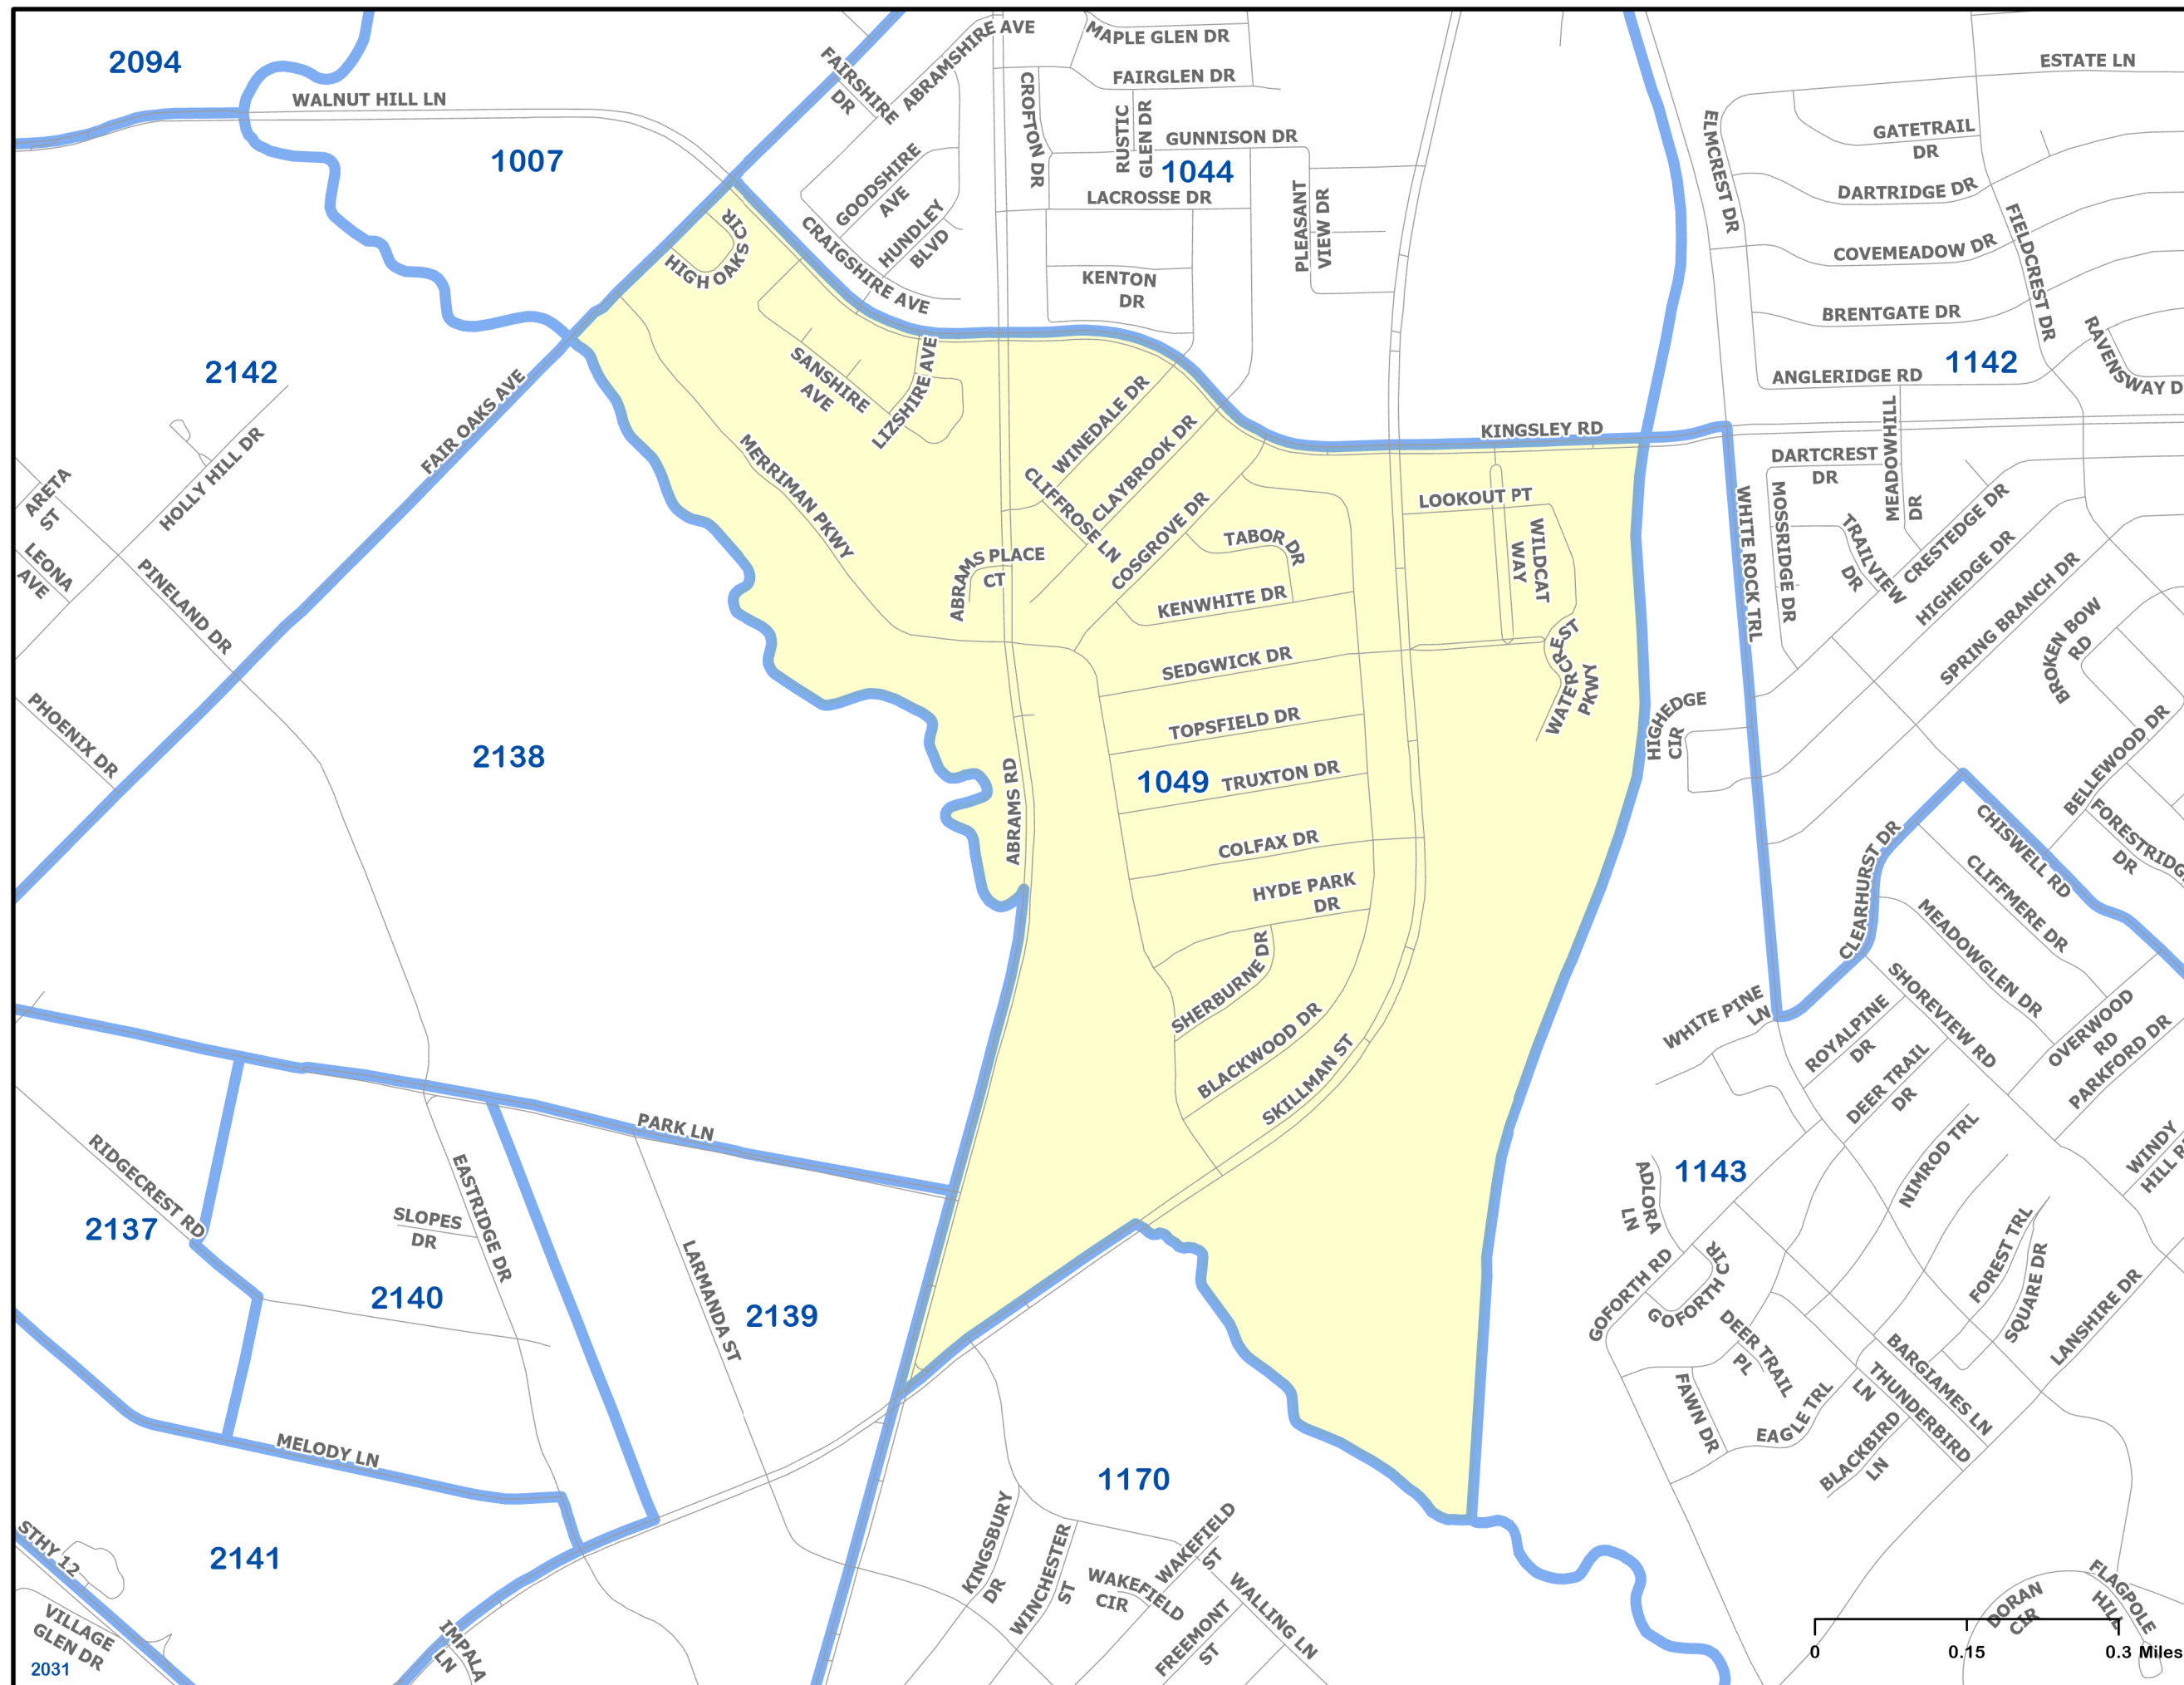 2094
WALNUT HILL LN
1007
FAIRSHIRE
DR
ABRAMSHIRE AVE
MAPLE GLEN DR
FAIRGLEN DR
CROFTON DR
RUSTIC
GLEN DR
GUNNISON DR
1044
LACROSSE DR
PLEASANT
VIEW DR
GOODSHIRE
AVE
HUNDLEY
BLVD
CRAIGSHIRE AVE
KENTON
DR
ESTATE LN
ELMCREST DR
GATETRAIL
DR
DARTRIDGE DR
COVEMEADOW DR
FIELDCREST DR
BRENTGATE DR
RAVENSWAY D
1142
ANGLERIDGE RD
HIGH OAKS CIR
2142
FAIR OAKS AVE
SANSHIRE
AVE
LIZSHIRE AVE
WINEDALE DR
CLAYBROOK DR
CLIFFROSE LN
COSGROVE DR
KINGSLEY RD
MERRIMAN PKWY
LOOKOUT PT
WILDCAT
WAY
TABOR DR
KENWHITE DR
ABRAMS PLACE
CT
WATERCREST
PKWY
SEDGWICK DR
TOPSFIELD DR
1049
TRUXTON DR
ABRAMS RD
COLFAX DR
HYDE PARK
DR
SHERBURNE DR
BLACKWOOD DR
SKILLMAN ST
HOLLY HILL DR
ARETA
ST
LEONA
AVE
PINELAND DR
PHOENIX DR
2138
DARTCREST
DR
MEADOWHILL
DR
WHITE ROCK TRL
MOSSRIDGE DR
TRAILVIEW
DR
CRESTEDGE DR
HIGHEDGE DR
SPRING BRANCH DR
BROKEN BOW
RD
HIGHEDGE
CIR
BELLEWOOD DR
FORESTRIDGE
DR
CHISWELL RD
CLEARHURST DR
CLIFFMERE DR
MEADOWGLEN DR
SHOREVIEW RD
OVERWOOD
RD
PARKFORD DR
WHITE PINE
LN
ROYALPINE
DR
DEER TRAIL
DR
WINDY
HILL R
PARK LN
RIDGECREST RD
2137
SLOPES
DR
2140
EASTRIDGE DR
LARMANDA ST
2139
1143
ADLORA
LN
NIMROD TRL
FOREST TRL
SQUARE DR
GOFORTH RD
GOFORTH CIR
DEER TRAIL
PL
LANSHIRE DR
BARGIAMES LN
THUNDERBIRD
LN
FAWN DR
EAGLE TRL
BLACKBIRD
LN
MELODY LN
1170
2141
STHY 12
VILLAGE
GLEN DR
2031
IMPALA
LN
KINGSBURY
DR
WINCHESTER
ST
WAKEFIELD
CIR
WAKEFIELD
ST
FREEMONT
ST
WALLING LN
DORAN
CIR
FLAGPOLE
HILL
0
0.15
0.3 Miles